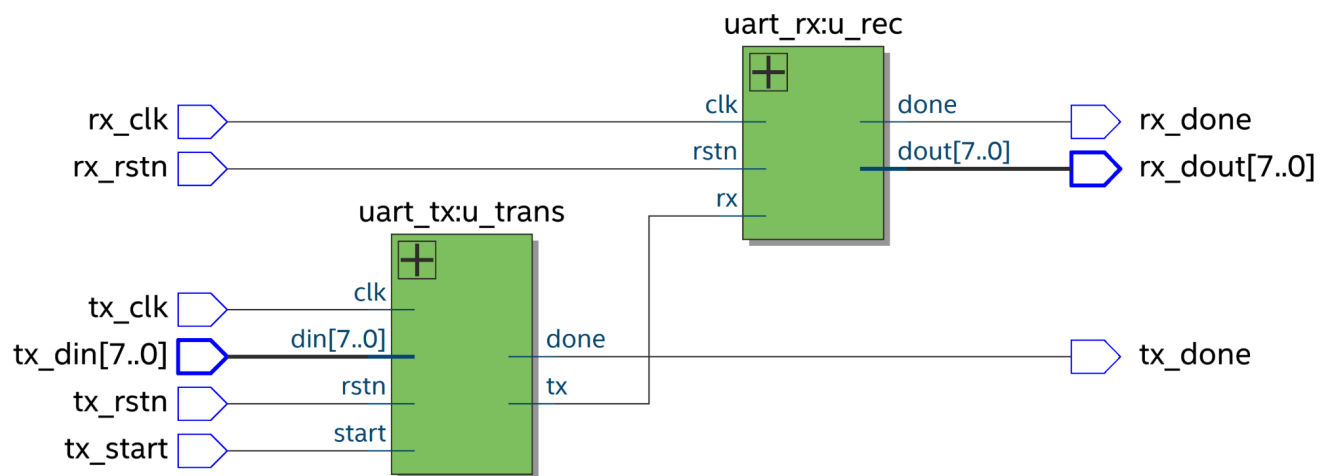 uart_rx:u_rec
rx_clk
clk
done
rx_done
rx_rstn
rstn
dout[7..0]
rx_dout[7..0]
rx
uart_tx:u_trans
tx_clk
clk
tx_din[7..0]
din[7..0]
done
tx_done
tx_rstn
rstn
tx
tx_start
start